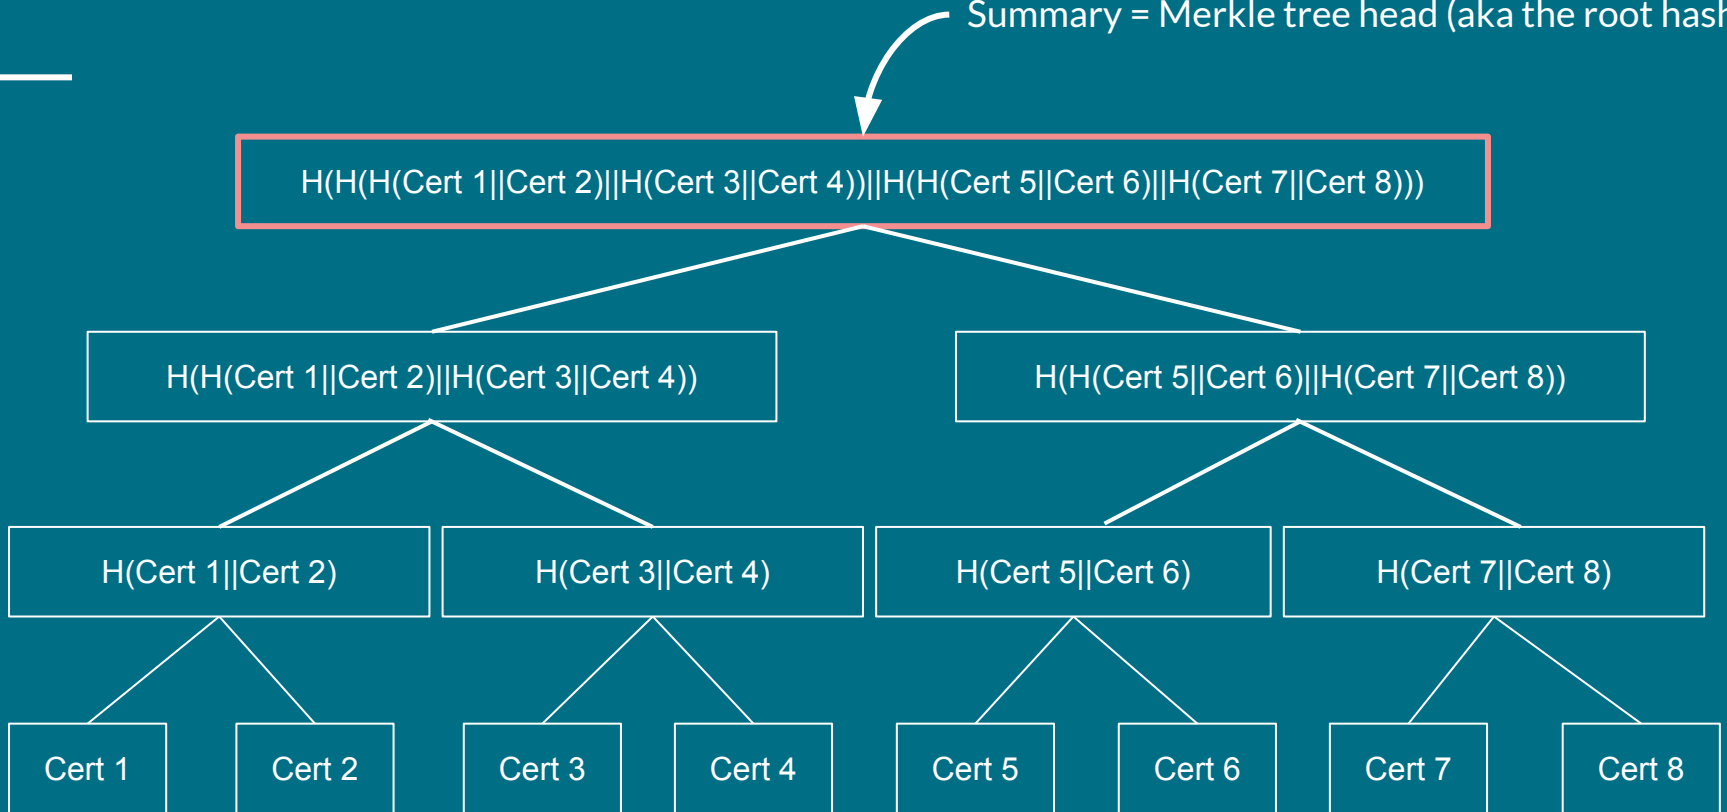 Summary = Merkle tree head (aka the root hash
H(H(H(Cert 1||Cert 2)||H(Cert 3||Cert 4))||H(H(Cert 5||Cert 6)||H(Cert 7||Cert 8)))
H(H(Cert 1||Cert 2)||H(Cert 3||Cert 4))
H(H(Cert 5||Cert 6)||H(Cert 7||Cert 8))
H(Cert 1||Cert 2)
H(Cert 3||Cert 4)
H(Cert 5||Cert 6)
H(Cert 7||Cert 8)
Cert 1
Cert 2
Cert 3
Cert 4
Cert 5
Cert 6
Cert 7
Cert 8